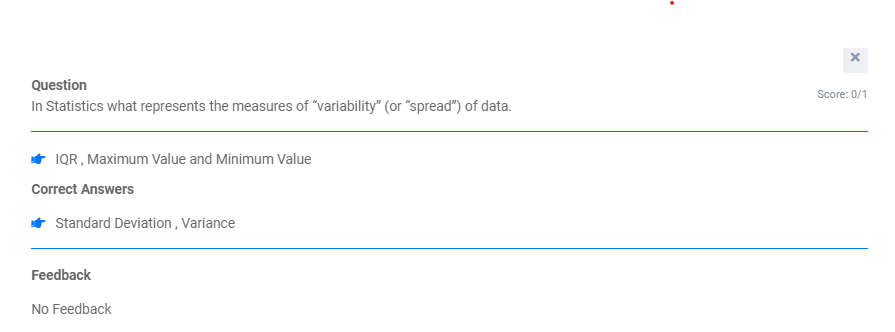 Question
In Statistics what represents the measures of “variability” (or “spread”) of data.
Score: 0/1
IQR , Maximum Value and Minimum Value
Correct Answers
Standard Deviation , Variance
Feedback
No Feedback